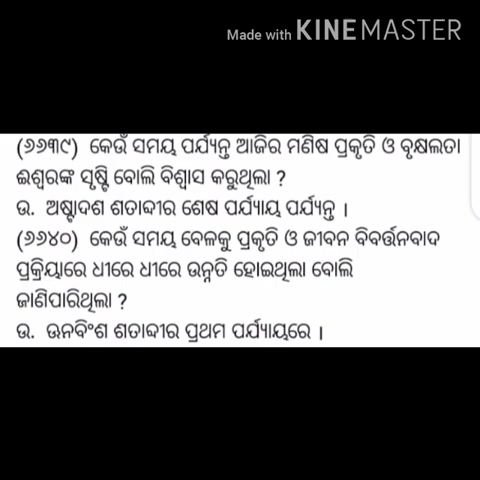 Made with KINEMASTER
(୬୬୩୯) କେଉଁ ସମୟ ପର୍ଯ୍ୟନ୍ତ ଆଜିର ମଣିଷ ପ୍ରକୃତି ଓ ବୃକ୍ଷଲତା
ଈଶ୍ୱରଙ୍କ ସୃଷ୍ଟି ବୋଲି ବିଶ୍ୱାସ କରୁଥିଲା ?
ଉ. ଅଷ୍ଟାଦଶ ଶତାବ୍ଦୀର ଶେଷ ପର୍ଯ୍ୟାୟ ପର୍ଯ୍ୟନ୍ତ ।
(୬୬୪୦) କେଉଁ ସମୟ ବେଳକୁ ପ୍ରକୃତି ଓ ଜୀବନ ବିବର୍ତ୍ତନବାଦ
ପ୍ରକ୍ରିୟାରେ ଧୀରେ ଧୀରେ ଉନ୍ନତି ହୋଇଥିଲା ବୋଲି
ଜାଣିପାରିଥିଲା ?
ଉ. ଊନବିଂଶ ଶତାବ୍ଦୀର ପ୍ରଥମ ପର୍ଯ୍ୟାୟରେ ।